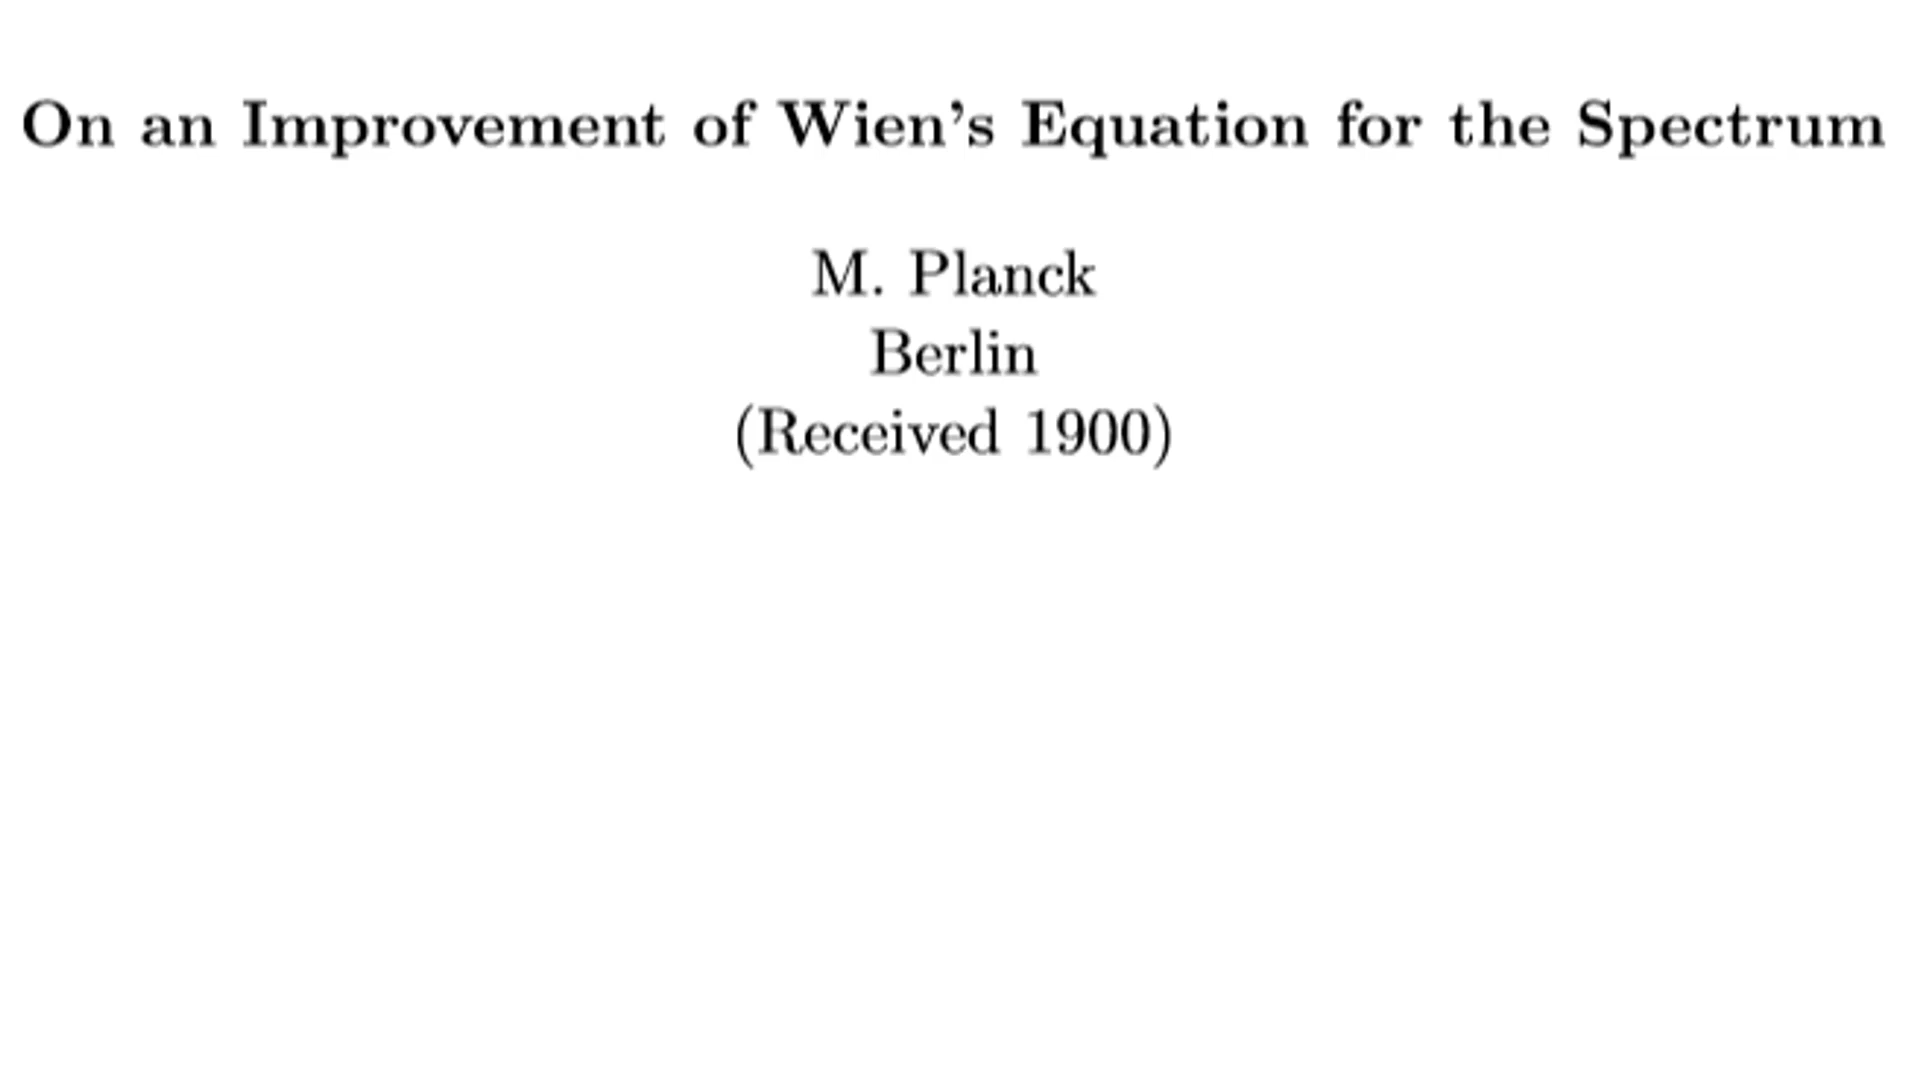 On an Improvement of Wien’s Equation for the Spectrum
M. Planck
Berlin
(Received 1900)